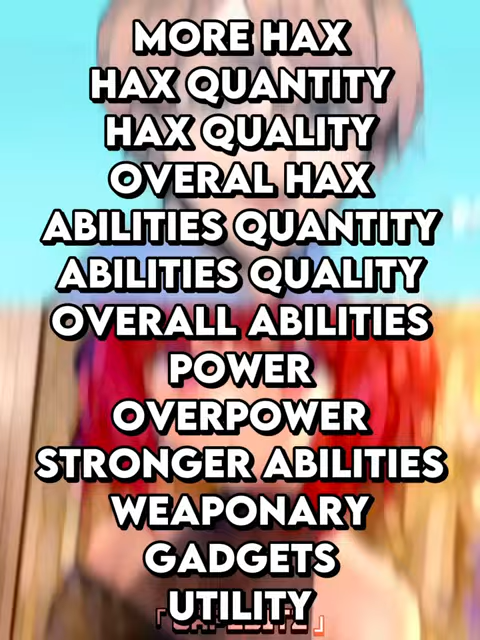 MORE HAX
HAX QUANTITY
HAX QUALITY
OVERAL HAX
ABILITIES QUANTITY
ABILITIES QUALITY
OVERALL ABILITIES
POWER
OVERPOWER
STRONGER ABILITIES
WEAPONARY
GADGETS
UTILITY